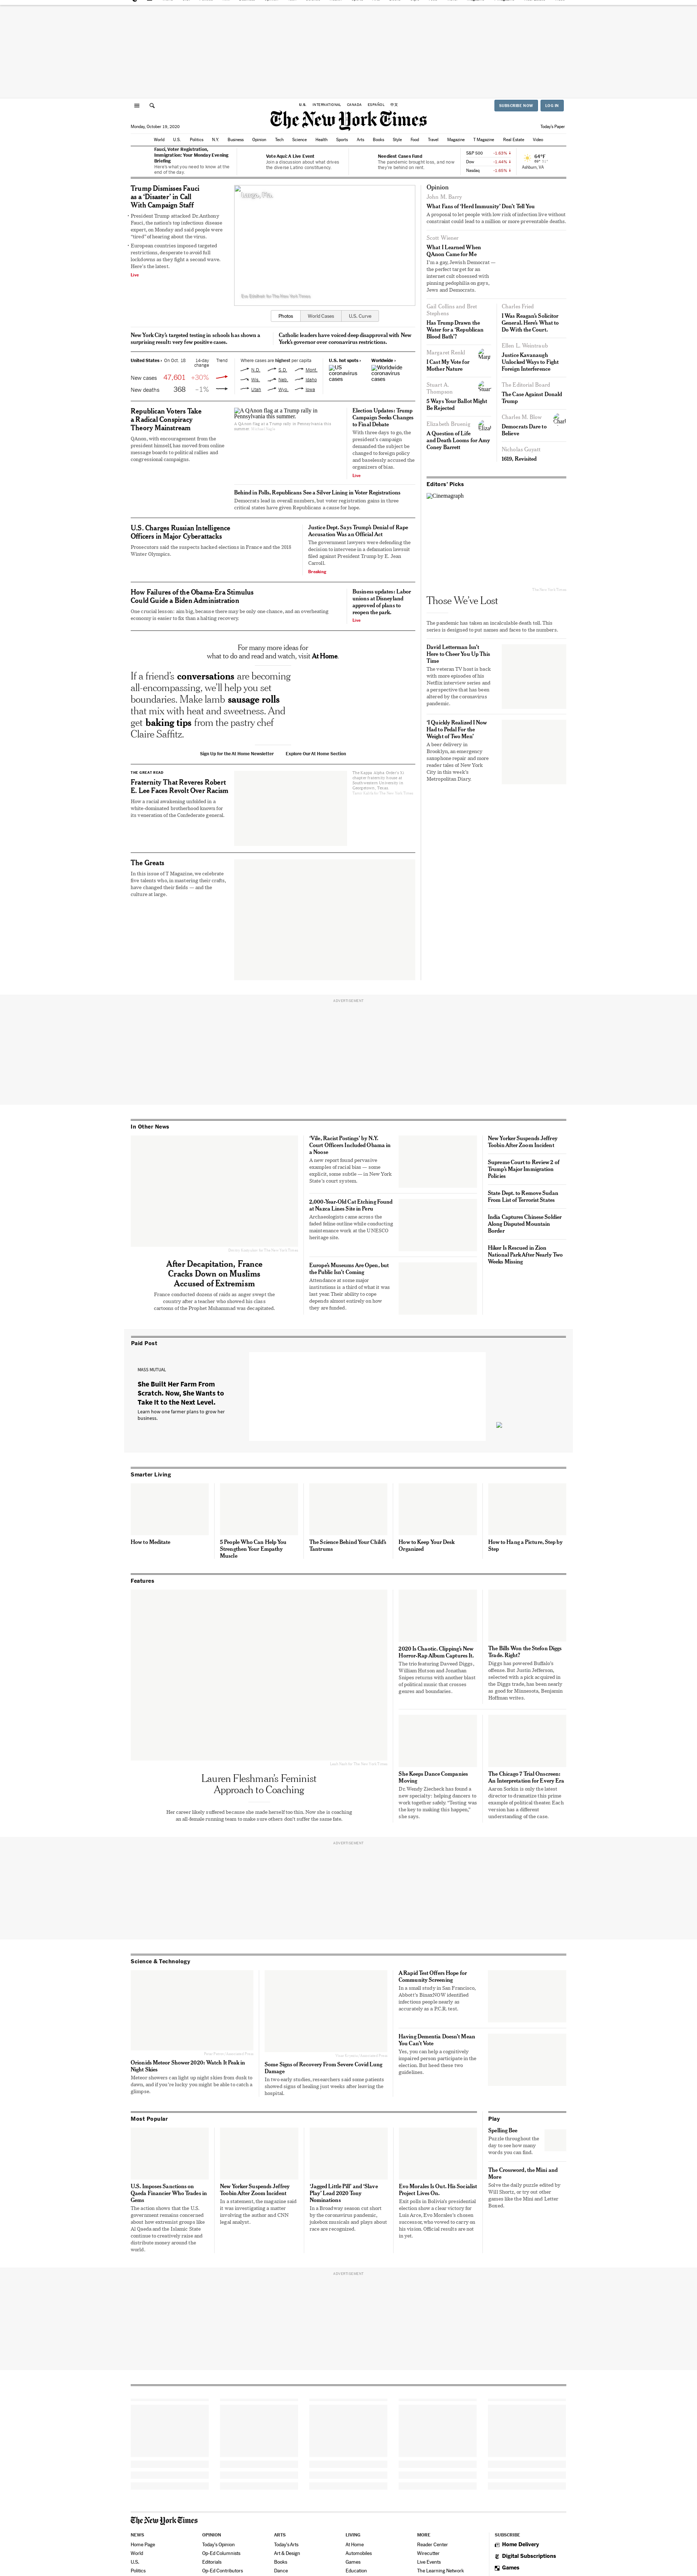 U.S.
INTERNATIONAL
CANADA
ESPAÑOL
中文
SUBSCRIBE NOW
LOG IN
The New York Times
Monday, October 19, 2020
Today's Paper
World U.S. Politics N.Y. Business Opinion Tech Science Health Sports Arts Books Style Food Travel Magazine T Magazine Real Estate Video
Fauci, Voter Registration,
Immigration: Your Monday Evening
Briefing
Here's what you need to know at the
end of the day.
Vote Aquí: A Live Event
Join a discussion about what drives
the diverse Latino constituency
Neediest Cases Fund
The pandemic brought loss, and now
they're behind on rent.
S&P 500 -1.63% ↓
Dow -1.44% ↓
Nasdaq -1.65% ↓
64°F
Ashburn, VA
Trump Dismisses Fauci
as a 'Disaster' in Call
With Campaign Staff
President Trump attacked Dr. Anthony
Fauci, the nation's top infectious disease
expert, on Monday and said people were
"tired" of hearing about the virus.
European countries imposed targeted
restrictions, desperate to avoid full
lockdowns as they fight a second wave.
Here's the latest.
Live
Photos World Cases U.S. Curve
New York City's targeted testing in schools has shown a
surprising result: very few positive cases.
Catholic leaders have voiced deep disapproval with New
York's governor over coronavirus restrictions.
United States › On Oct. 18 14-day change Trend
New cases 47,601 +30%
New deaths 368 −1%
Where cases are highest per capita
N.D. S.D. Mont.
Wis. Neb. Idaho
Utah Wyo. Iowa
U.S. hot spots ›
US
coronavirus
cases
Worldwide ›
Worldwide
coronavirus
cases
Republican Voters Take
a Radical Conspiracy
Theory Mainstream
QAnon, with encouragement from the
president himself, has moved from online
message boards to political rallies and
congressional campaigns.
A QAnon flag at a Trump rally in
Pennsylvania this summer.
A QAnon flag at a Trump rally in Pennsylvania this
summer.
Election Updates: Trump
Campaign Seeks Changes
to Final Debate
With three days to go, the
president's campaign
demanded the subject be
changed to foreign policy
and baselessly accused the
organizers of bias.
Live
Behind in Polls, Republicans See a Silver Lining in Voter Registrations
Democrats lead in overall numbers, but voter registration gains in three
critical states have given Republicans a cause for hope.
U.S. Charges Russian Intelligence
Officers in Major Cyberattacks
Prosecutors said the suspects hacked elections in France and the 2018
Winter Olympics.
Justice Dept. Says Trump's Denial of Rape
Accusation Was an Official Act
The government lawyers were defending the
decision to intervene in a defamation lawsuit
filed against President Trump by E. Jean
Carroll.
Breaking
How Failures of the Obama-Era Stimulus
Could Guide a Biden Administration
One crucial lesson: aim big, because there may be only one chance, and an overheating
economy is easier to fix than a halting recovery.
Business updates: Labor
unions at Disneyland
approved of plans to
reopen the park.
Live
For many more ideas for
what to do and read and watch, visit At Home.
If a friend's conversations are becoming
all-encompassing, we'll help you set
boundaries. Make lamb sausage rolls
that mix with heat and sweetness. And
get baking tips from the pastry chef
Claire Saffitz.
Sign Up for the At Home Newsletter
Explore Our At Home Section
THE GREAT READ
Fraternity That Reveres Robert
E. Lee Faces Revolt Over Racism
How a racial awakening unfolded in a
white-dominated brotherhood known for
its veneration of the Confederate general.
The Kappa Alpha Order's Xi
chapter fraternity house at
Southwestern University in
Georgetown, Texas.
The Greats
In this issue of T Magazine, we celebrate
five talents who, in mastering their crafts,
have changed their fields — and the
culture at large.
Opinion
John M. Barry
What Fans of 'Herd Immunity' Don't Tell You
A proposal to let people with low risk of infection live without
constraint could lead to a million or more preventable deaths.
Scott Wiener
What I Learned When
QAnon Came for Me
I'm a gay, Jewish Democrat —
the perfect target for an
internet mob obsessed with
pinning pedophilia on gays,
Jews and Democrats.
Gail Collins and Bret
Stephens
Has Trump Drawn the
Water for a 'Republican
Blood Bath'?
Charles Fried
I Was Reagan's Solicitor
General. Here's What to
Do With the Court.
Margaret Renkl
I Cast My Vote for
Mother Nature
Ellen L. Weintraub
Justice Kavanaugh
Unlocked Ways to Fight
Foreign Interference
Stuart A.
Thompson
5 Ways Your Ballot Might
Be Rejected
The Editorial Board
The Case Against Donald
Trump
Elizabeth Bruenig
A Question of Life
and Death Looms for Amy
Coney Barrett
Charles M. Blow
Democrats Dare to
Believe
Nicholas Guyatt
1619, Revisited
Editors' Picks
Cinemagraph
The New York Times
Those We've Lost
The pandemic has taken an incalculable death toll. This
series is designed to put names and faces to the numbers.
David Letterman Isn't
Here to Cheer You Up This
Time
The veteran TV host is back
with more episodes of his
Netflix interview series and
a perspective that has been
altered by the coronavirus
pandemic.
'I Quickly Realized I Now
Had to Pedal For the
Weight of Two Men'
A beer delivery in
Brooklyn, an emergency
saxophone repair and more
reader tales of New York
City in this week's
Metropolitan Diary.
ADVERTISEMENT
In Other News
After Decapitation, France
Cracks Down on Muslims
Accused of Extremism
France conducted dozens of raids as anger swept the
country after a teacher who showed his class
cartoons of the Prophet Muhammad was decapitated.
'Vile, Racist Postings' by N.Y.
Court Officers Included Obama in
a Noose
A new report found pervasive
examples of racial bias — some
explicit, some subtle — in New York
State's court system.
2,000-Year-Old Cat Etching Found
at Nazca Lines Site in Peru
Archaeologists came across the
faded feline outline while conducting
maintenance work at the UNESCO
heritage site.
Europe's Museums Are Open, but
the Public Isn't Coming
Attendance at some major
institutions is a third of what it was
last year. Their ability to cope
depends almost entirely on how
they are funded.
New Yorker Suspends Jeffrey
Toobin After Zoom Incident
Supreme Court to Review 2 of
Trump's Major Immigration
Policies
State Dept. to Remove Sudan
From List of Terrorist States
India Captures Chinese Soldier
Along Disputed Mountain
Border
Hiker Is Rescued in Zion
National Park After Nearly Two
Weeks Missing
Paid Post
MASS MUTUAL
She Built Her Farm From
Scratch. Now, She Wants to
Take It to the Next Level.
Learn how one farmer plans to grow her
business.
Smarter Living
How to Meditate
5 People Who Can Help You
Strengthen Your Empathy
Muscle
The Science Behind Your Child's
Tantrums
How to Keep Your Desk
Organized
How to Hang a Picture, Step by
Step
Features
Lauren Fleshman's Feminist
Approach to Coaching
Her career likely suffered because she made herself do this. Now she is coaching
an all-female running team to make sure others don't suffer the same fate.
2020 Is Chaotic. Clipping's New
Horror-Rap Album Captures It.
The trio featuring Daveed Diggs,
William Hutson and Jonathan
Snipes returns with another blast
of political music that crosses
genres and boundaries.
The Bills Won the Stefon Diggs
Trade. Right?
Diggs has powered Buffalo's
offense. But Justin Jefferson,
selected with a pick acquired in
the Diggs trade, has been nearly
as good for Minnesota, Benjamin
Hoffman writes.
She Keeps Dance Companies
Moving
Dr. Wendy Ziecheck has found a
new specialty: helping dancers to
work together safely. "Testing was
the key to making this happen,"
she says.
The Chicago 7 Trial Onscreen:
An Interpretation for Every Era
Aaron Sorkin is only the latest
director to dramatize this prime
example of political theater. Each
version has a different
understanding of the case.
ADVERTISEMENT
Science & Technology
Orionids Meteor Shower 2020: Watch It Peak in
Night Skies
Meteor showers can light up night skies from dusk to
dawn, and if you're lucky you might be able to catch a
glimpse.
Some Signs of Recovery From Severe Covid Lung
Damage
In two early studies, researchers said some patients
showed signs of healing just weeks after leaving the
hospital.
A Rapid Test Offers Hope for
Community Screening
In a small study in San Francisco,
Abbott's BinaxNOW identified
infectious people nearly as
accurately as a P.C.R. test.
Having Dementia Doesn't Mean
You Can't Vote
Yes, you can help a cognitively
impaired person participate in the
election. But heed these two
guidelines.
Most Popular
U.S. Imposes Sanctions on
Qaeda Financier Who Trades in
Gems
The action shows that the U.S.
government remains concerned
about how extremist groups like
Al Qaeda and the Islamic State
continue to creatively raise and
distribute money around the
world.
New Yorker Suspends Jeffrey
Toobin After Zoom Incident
In a statement, the magazine said
it was investigating a matter
involving the author and CNN
legal analyst.
'Jagged Little Pill' and 'Slave
Play' Lead 2020 Tony
Nominations
In a Broadway season cut short
by the coronavirus pandemic,
jukebox musicals and plays about
race are recognized.
Evo Morales Is Out. His Socialist
Project Lives On.
Exit polls in Bolivia's presidential
election show a clear victory for
Luis Arce, Evo Morales's chosen
successor, who vowed to carry on
his vision. Official results are not
in yet.
Play
Spelling Bee
Puzzle throughout the
day to see how many
words you can find.
The Crossword, the Mini and
More
Solve the daily puzzle edited by
Will Shortz, or try out other
games like the Mini and Letter
Boxed.
ADVERTISEMENT
The New York Times
NEWS
Home Page
World
U.S.
Politics
OPINION
Today's Opinion
Op-Ed Columnists
Editorials
Op-Ed Contributors
ARTS
Today's Arts
Art & Design
Books
Dance
LIVING
At Home
Automobiles
Games
Education
MORE
Reader Center
Wirecutter
Live Events
The Learning Network
SUBSCRIBE
Home Delivery
Digital Subscriptions
Games